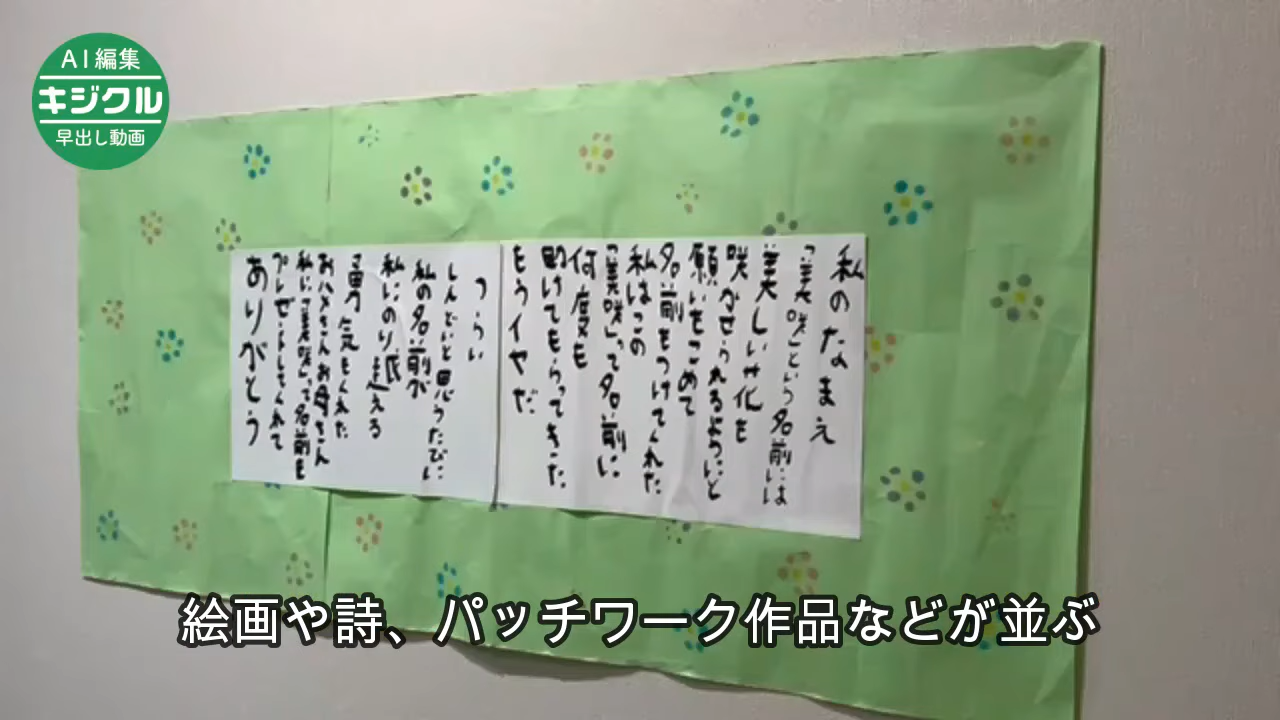 AI編集
キジクル
早出し動画
私のなまえ
「美咲」という名前には
美しい花も
咲かせられるようにと
願いをこめて
名前をつけてくれた
私はこの
「美咲」って名前に
何度も
助けてもらってきた
もうイヤだ
つらい
しんどいと思うたびに
私の名前が
私にのり越える
勇気をくれた
おハメちゃんお母さん
私に「美咲」って名前を
プレゼントしてくれて
ありがとう
絵画や詩、パッチワーク作品などが並ぶ